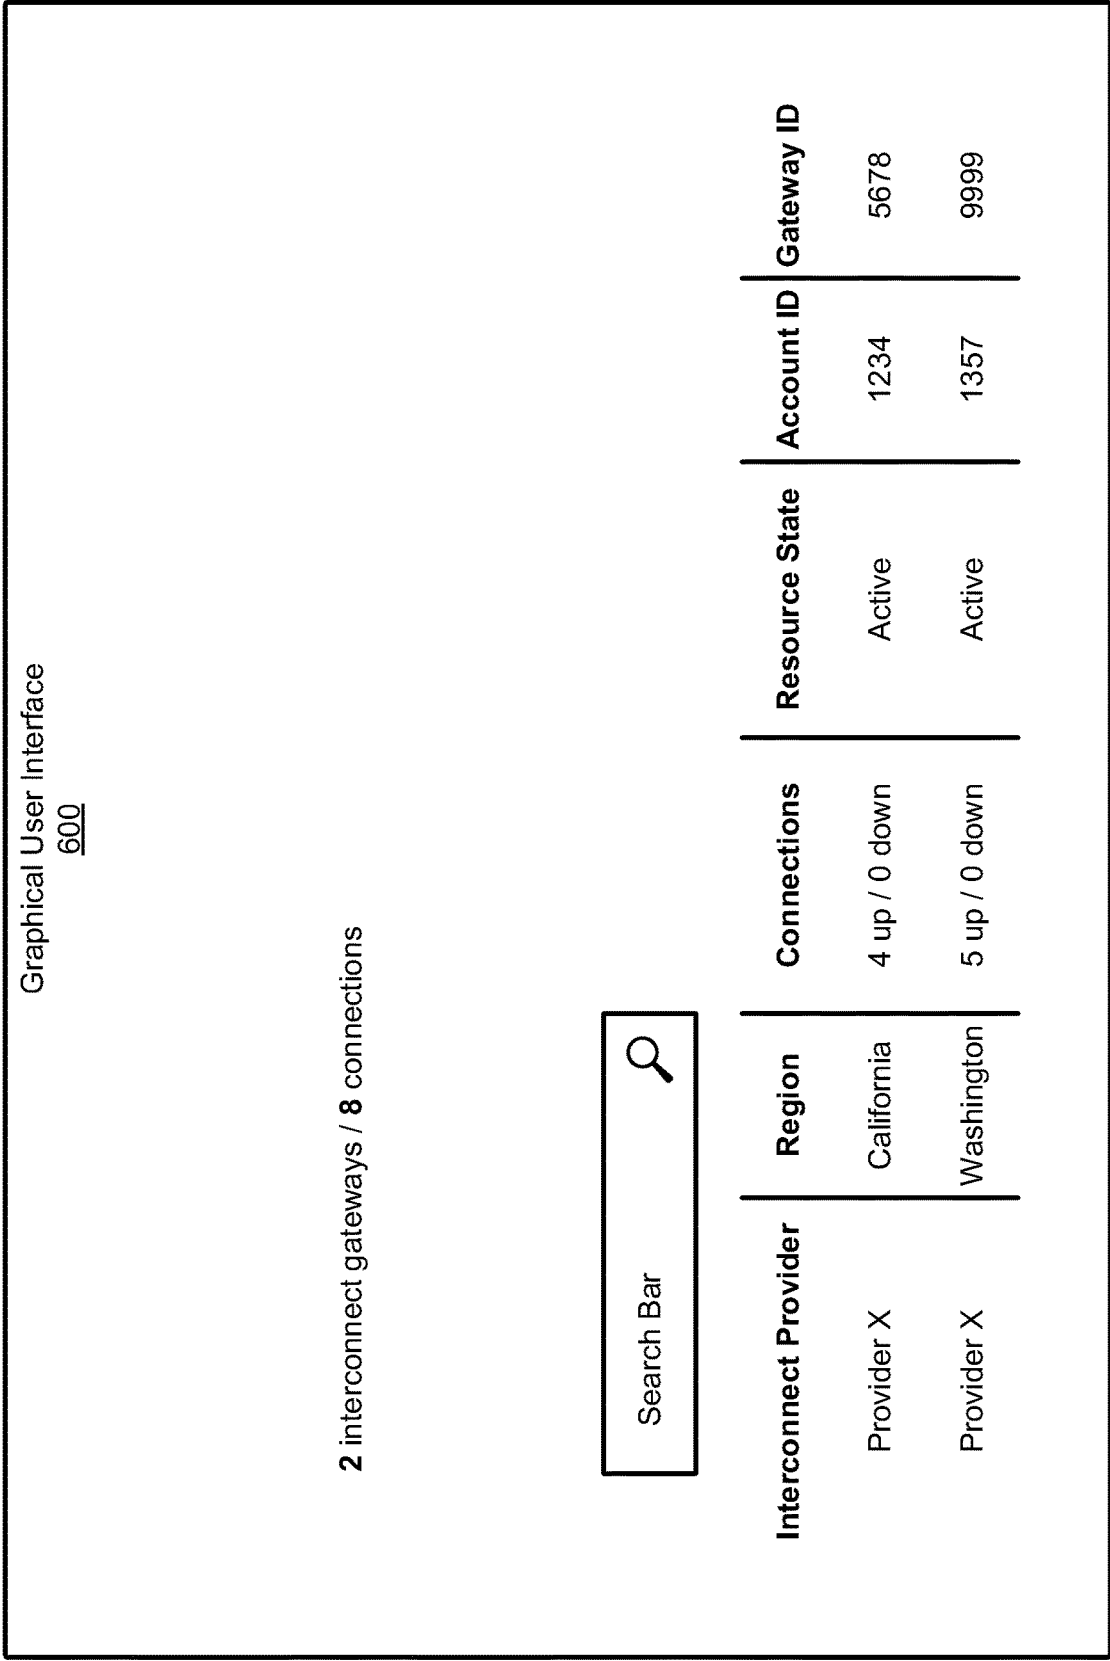 Graphical User Interface
600
2 interconnect gateways / 8 connections
Search Bar
Interconnect Provider Region Connections Resource State Account ID Gateway ID
Provider X California 4 up / 0 down Active 1234 5678
Provider X Washington 5 up / 0 down Active 1357 9999